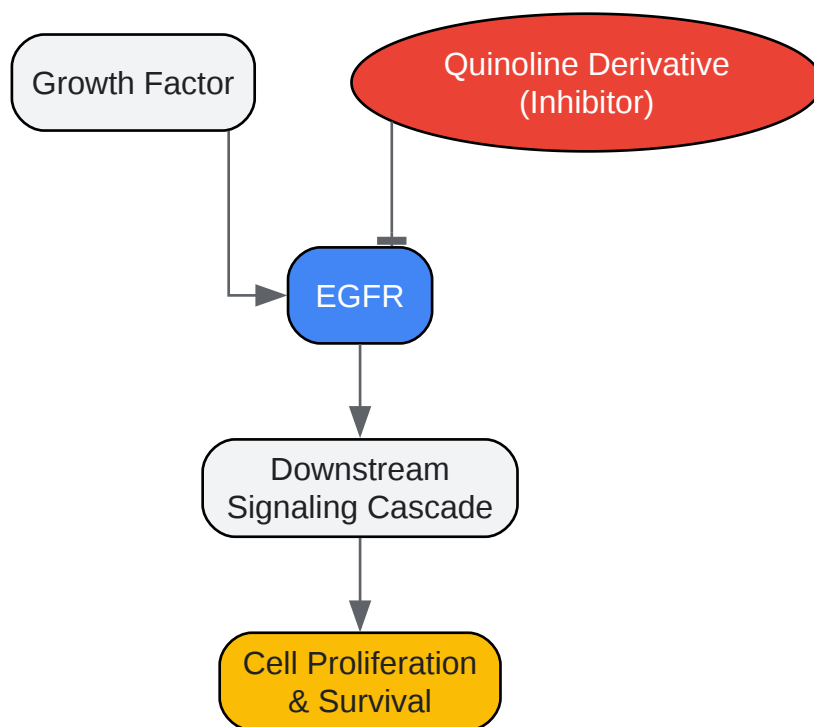 Growth Factor
Quinoline Derivative
(Inhibitor)
EGFR
Downstream
Signaling Cascade
Cell Proliferation
& Survival